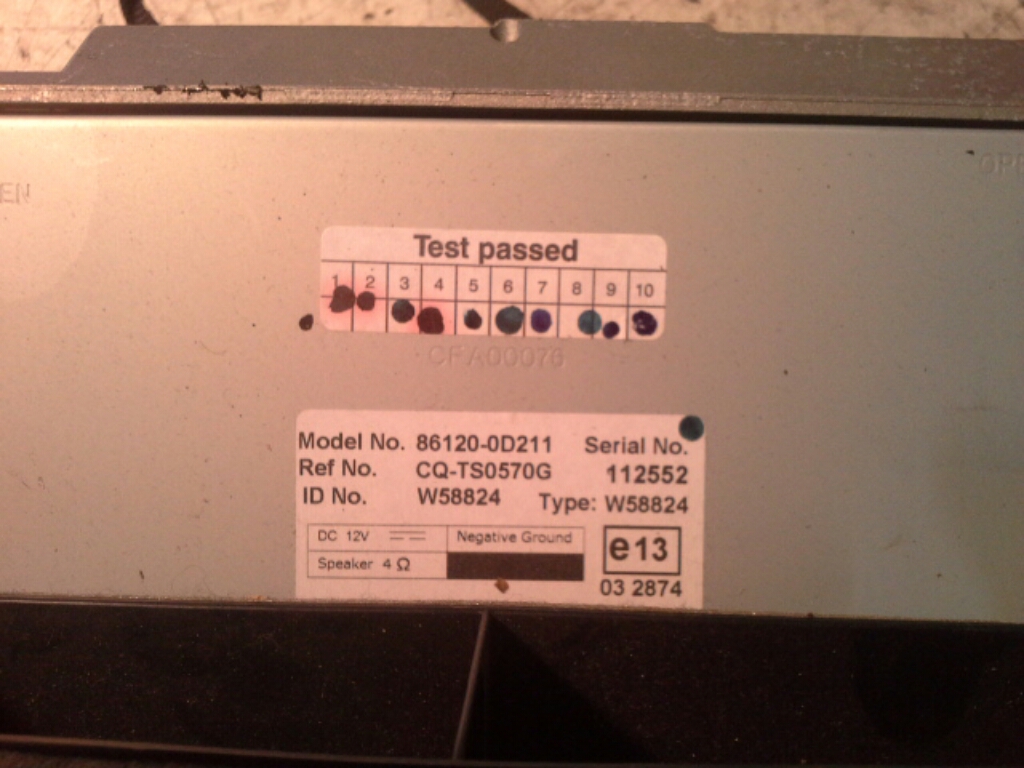 EN
OPE
Test passed
1 2 3 4 5 6 7 8 9 10
CFA00076
Model No. 86120-0D211 Serial No.
Ref No. CQ-TS0570G 112552
ID No. W58824 Type: W58824
DC 12V Negative Ground
Speaker 4 Ω
e13
03 2874